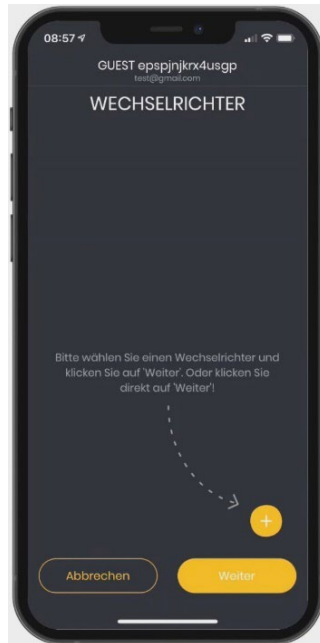 08:57
GUEST epspjnjkrx4usgp
test@gmail.com
WECHSELRICHTER
Bitte wählen Sie einen Wechselrichter und
klicken Sie auf 'Weiter'. Oder klicken Sie
direkt auf 'Weiter'!
+
Abbrechen
Weiter